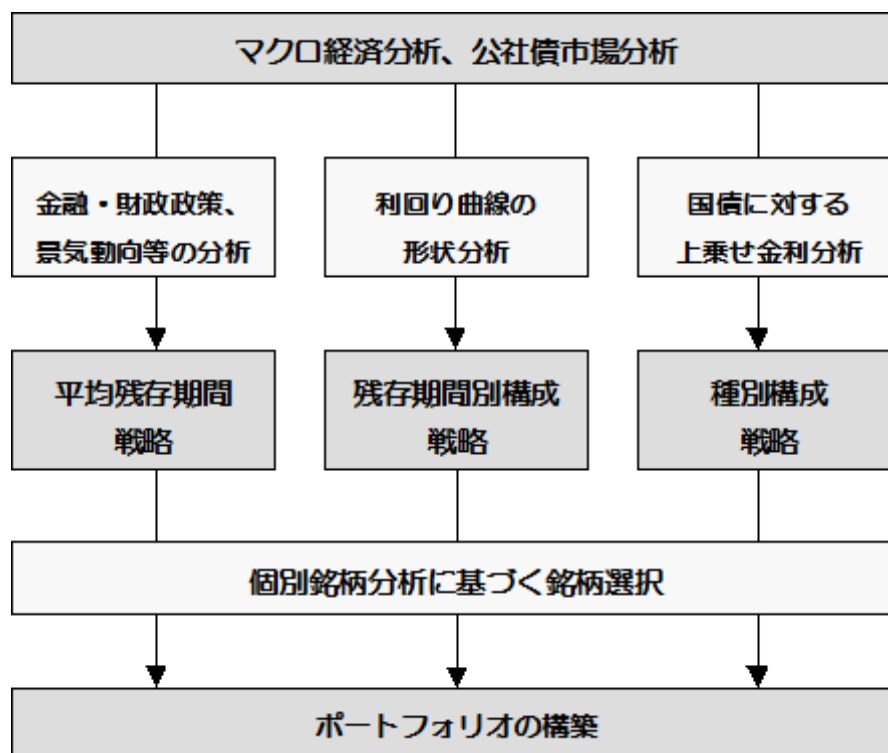 マクロ経済分析、公社債市場分析
金融・財政政策、
景気動向等の分析
利回り曲線の
形状分析
国債に対する
上乗せ金利分析
平均残存期間
戦略
残存期間別構成
戦略
種別構成
戦略
個別銘柄分析に基づく銘柄選択
ポートフォリオの構築